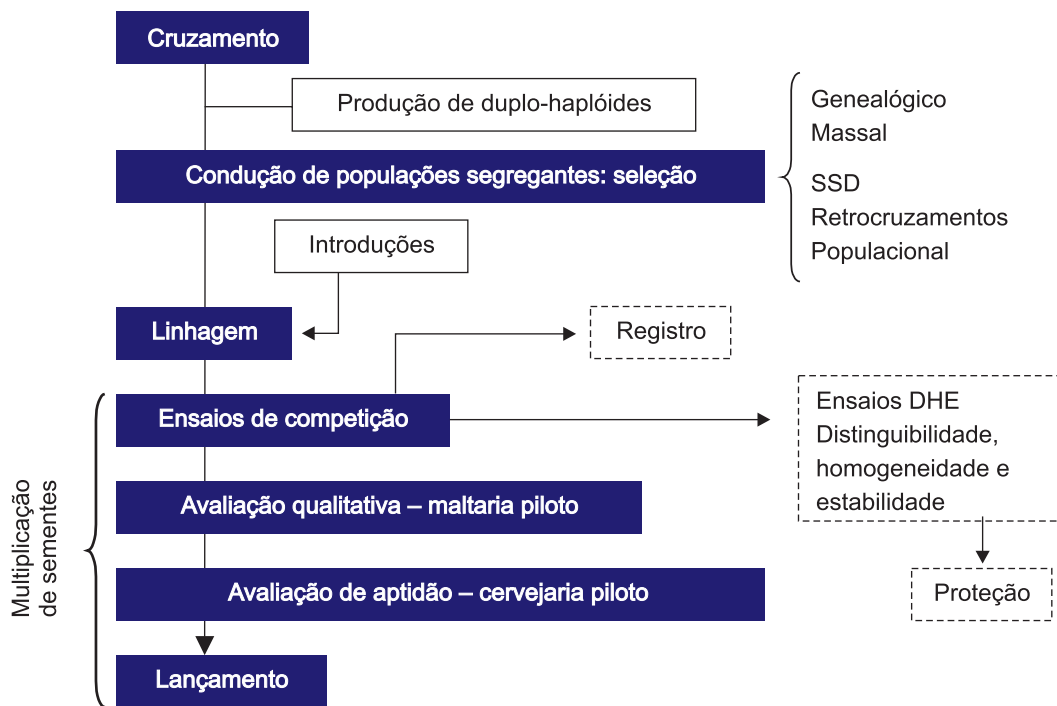 Cruzamento
Produção de duplo-haplóides
Condução de populações segregantes: seleção
Genealógico
Massal
SSD
Retrocruzamentos
Populacional
Introduções
Linhagem
Registro
Ensaios de competição
Ensaios DHE
Distinguibilidade,
homogeneidade e
estabilidade
Avaliação qualitativa – maltaria piloto
Proteção
Avaliação de aptidão – cervejaria piloto
Lançamento
Multiplicação
de sementes